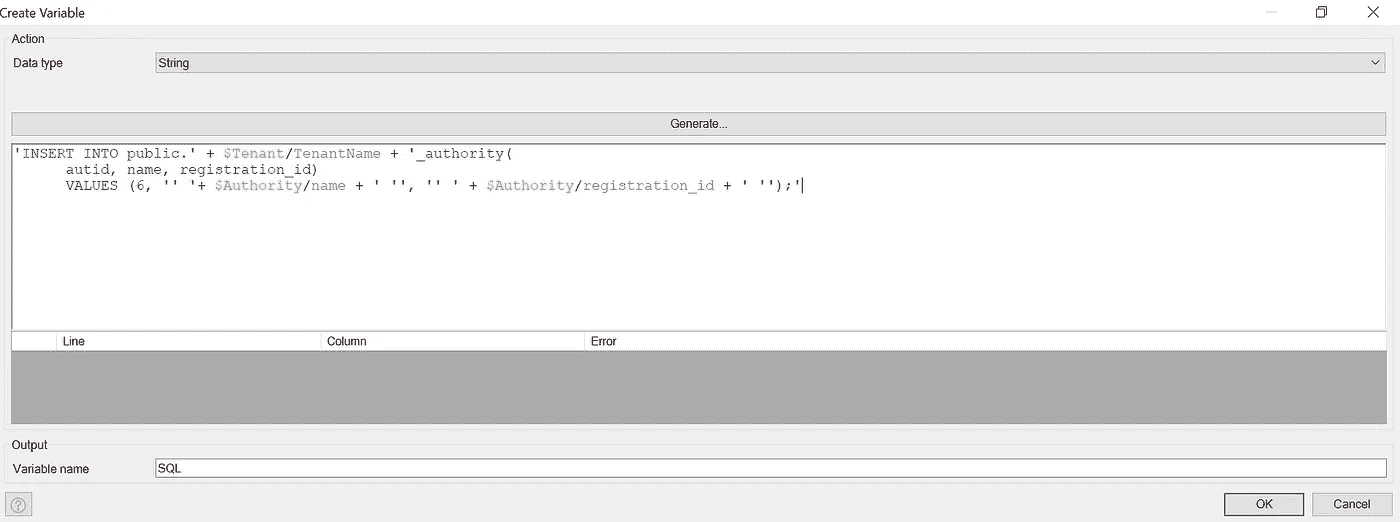 Create Variable
Action
Data type
String
Generate...
'INSERT INTO public.' + $Tenant/TenantName + '_authority(
autid, name, registration_id)
VALUES (6, '' '+ $Authority/name + ' '', '' ' + $Authority/registration_id + ' '');'
Line Column Error
Output
Variable name
SQL
?
OK Cancel